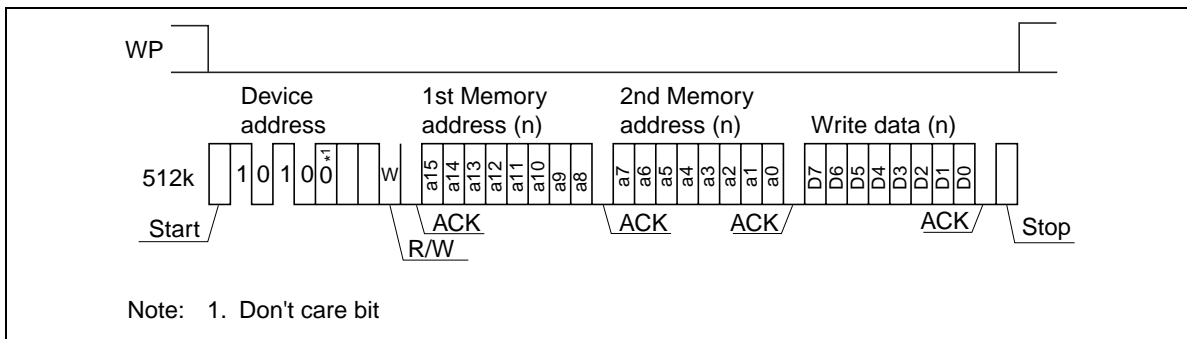 WP
Device
address
1st Memory
address (n)
2nd Memory
address (n)
Write data (n)
512k
1 0 1 0 0 0*1 W a15 a14 a13 a12 a11 a10 a9 a8 a7 a6 a5 a4 a3 a2 a1 a0 D7 D6 D5 D4 D3 D2 D1 D0
Start
R/W
ACK
ACK
ACK
ACK
Stop
Note: 1. Don't care bit